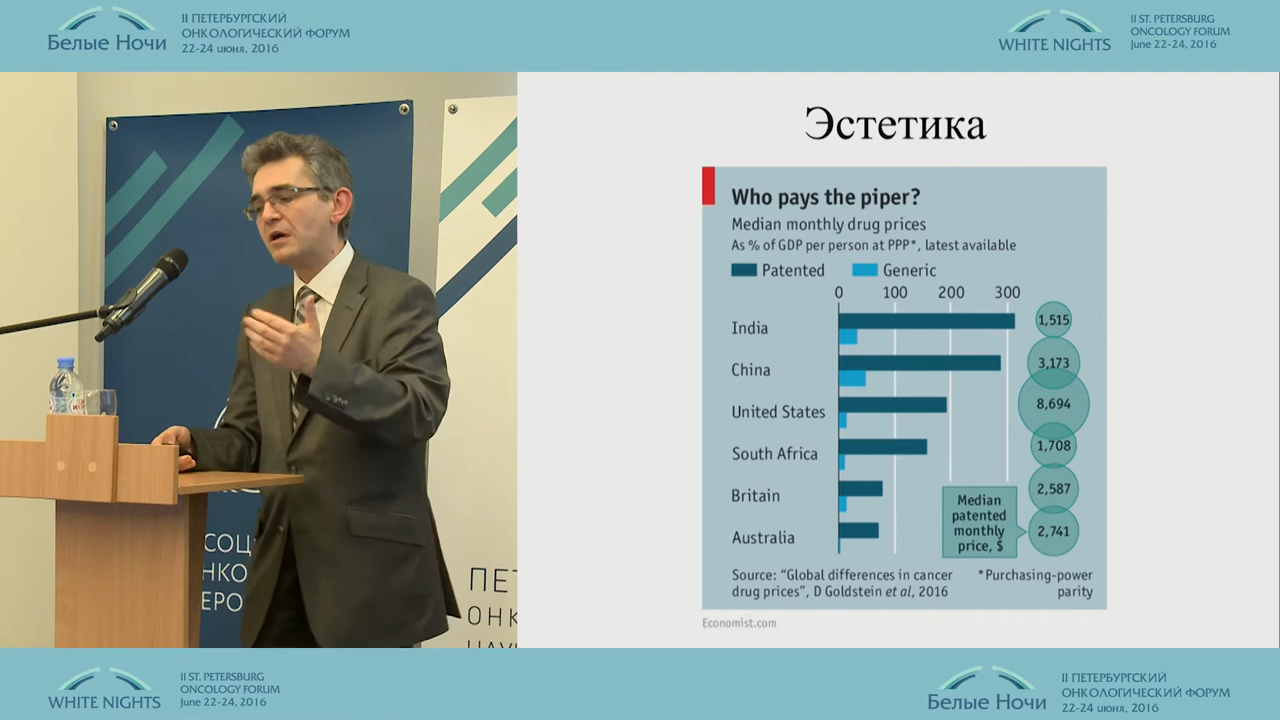 Белые Ночи
II ПЕТЕРБУРГСКИЙ
ОНКОЛОГИЧЕСКИЙ ФОРУМ
22-24 июня, 2016
WHITE NIGHTS
II ST. PETERSBURG
ONCOLOGY FORUM
June 22-24, 2016
СОЦ
НКО
ЕРО
ПЕТ
ОНК
НАУ
Эстетика
Who pays the piper?
Median monthly drug prices
As % of GDP per person at PPP*, latest available
Patented Generic
0 100 200 300
India 1,515
China 3,173
United States 8,694
South Africa 1,708
Britain 2,587
Australia 2,741
Median
patented
monthly
price, $
Source: “Global differences in cancer
drug prices”, D Goldstein et al, 2016
*Purchasing-power
parity
Economist.com
WHITE NIGHTS
II ST. PETERSBURG
ONCOLOGY FORUM
June 22-24, 2016
Белые Ночи
II ПЕТЕРБУРГСКИЙ
ОНКОЛОГИЧЕСКИЙ ФОРУМ
22-24 июня, 2016